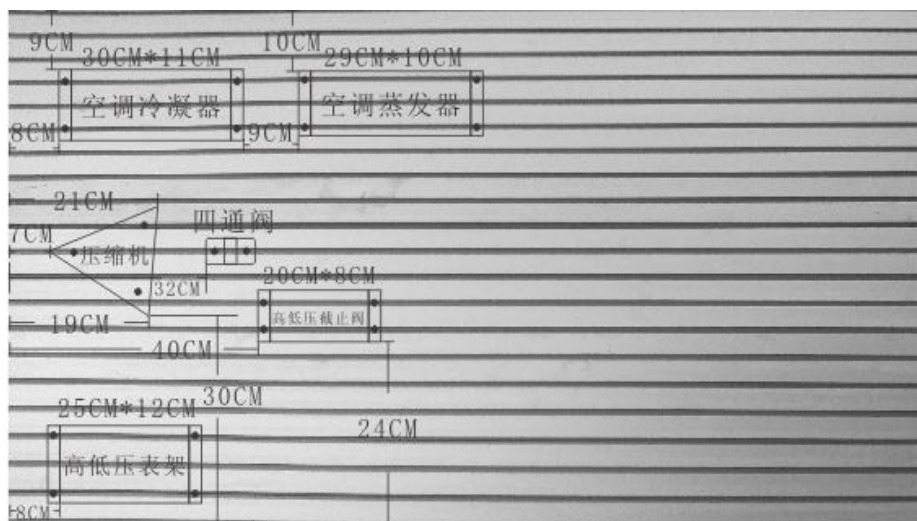 9CM
10CM
30CM*11CM
29CM*10CM
空调冷凝器
空调蒸发器
8CM
9CM
21CM
四通阀
7CM
压缩机
32CM
20CM*8CM
高低压截止阀
19CM
40CM
30CM
25CM*12CM
24CM
高低压表架
8CM